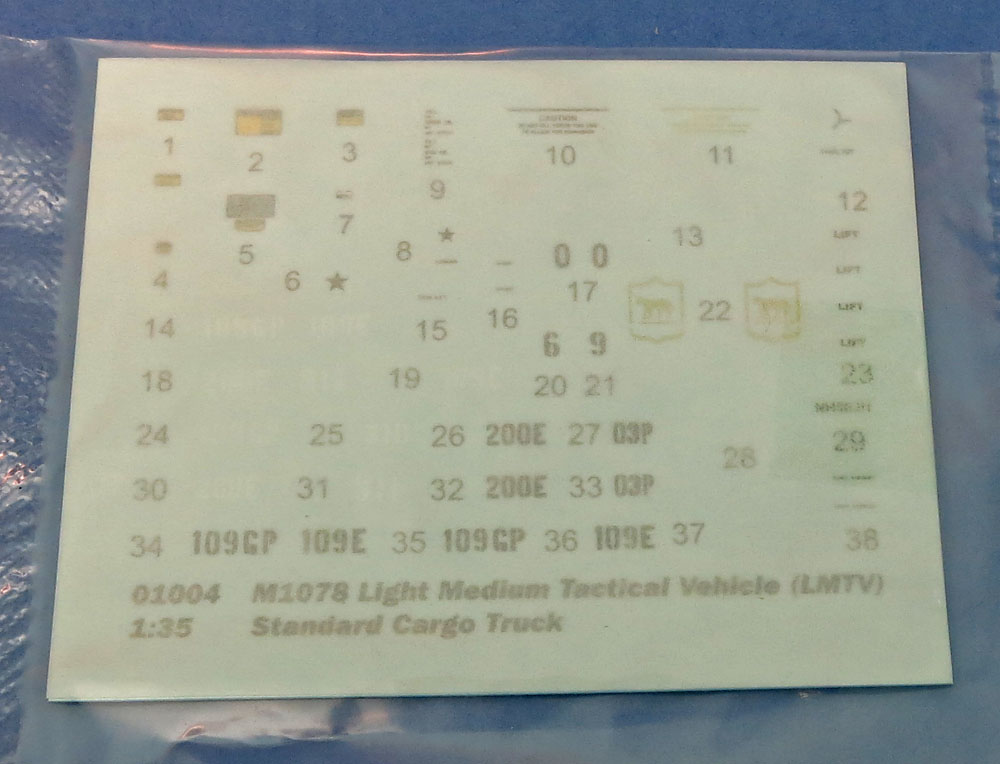 1 2 3
CAUTION
10 11
9
12
7
5 8 13 LIFT
0 0
4 6 LIFT
17
14 15 16 22 LIFT
6 9 LIFT
18 19 20 21 23
24 25 26 200E 27 03P 29
28
30 31 32 200E 33 03P
34 109GP 109E 35 109GP 36 109E 37 38
01004 M1078 Light Medium Tactical Vehicle (LMTV)
1:35 Standard Cargo Truck